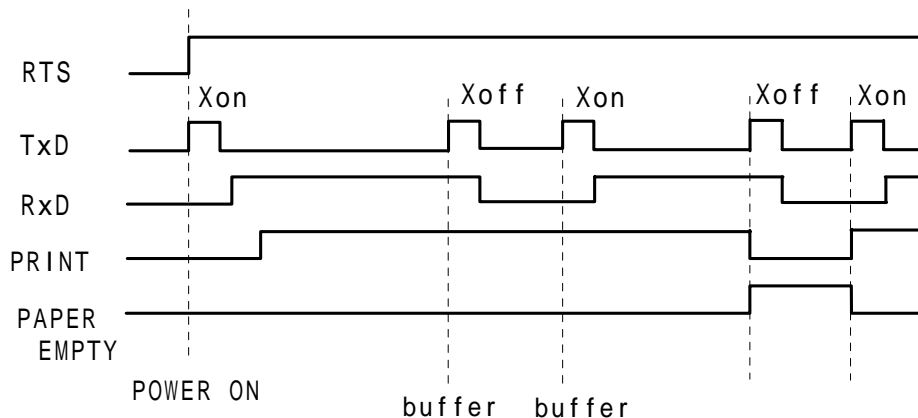 RTS
Xon Xoff Xon Xoff Xon
TxD
RxD
PRINT
PAPER
EMPTY
POWER ON
buffer buffer